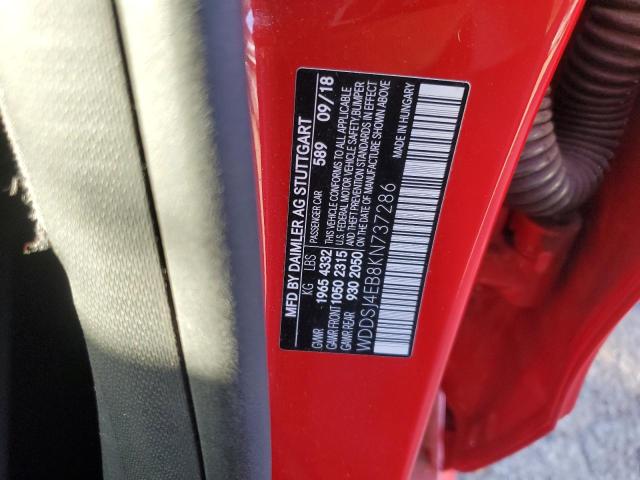 MFD BY DAIMLER AG STUTTGART
KG LBS PASSENGER CAR 589 09/18
GVWR 1965 4332 THIS VEHICLE CONFORMS TO ALL APPLICABLE
GAWR FRONT 1050 2315 U.S. FEDERAL MOTOR VEHICLE SAFETY, BUMPER
GAWR REAR 930 2050 AND THEFT PREVENTION STANDARDS IN EFFECT
ON THE DATE OF MANUFACTURE SHOWN ABOVE
WDDSJ4EB8KN737286 MADE IN HUNGARY